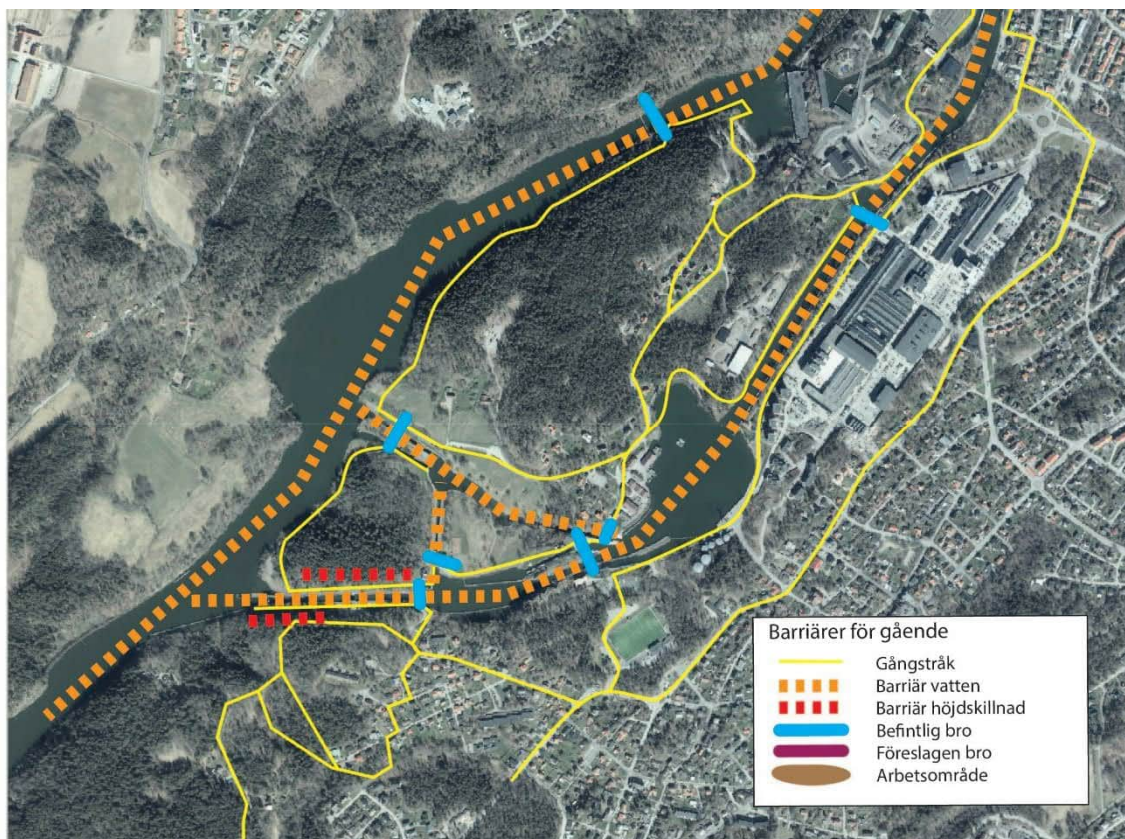 Barriärer för gående
Gångstråk
Barriär vatten
Barriär höjdskillnad
Befintlig bro
Föreslagen bro
Arbetsområde